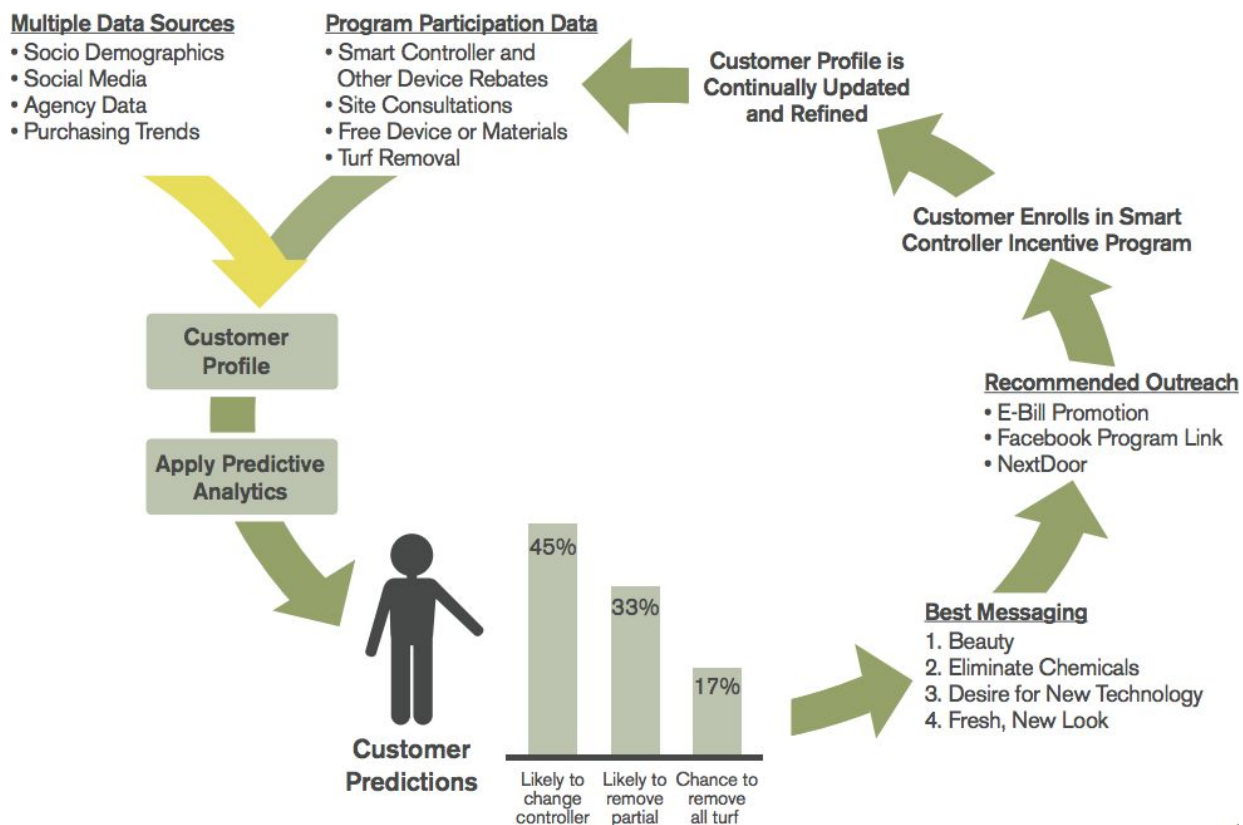 Multiple Data Sources
• Socio Demographics
• Social Media
• Agency Data
• Purchasing Trends
Program Participation Data
• Smart Controller and
Other Device Rebates
• Site Consultations
• Free Device or Materials
• Turf Removal
Customer Profile is
Continually Updated
and Refined
Customer Enrolls in Smart
Controller Incentive Program
Customer
Profile
Apply Predictive
Analytics
Recommended Outreach
• E-Bill Promotion
• Facebook Program Link
• NextDoor
Best Messaging
1. Beauty
2. Eliminate Chemicals
3. Desire for New Technology
4. Fresh, New Look
Customer
Predictions
45%
33%
17%
Likely to
change
controller
Likely to
remove
partial
Chance to
remove
all turf